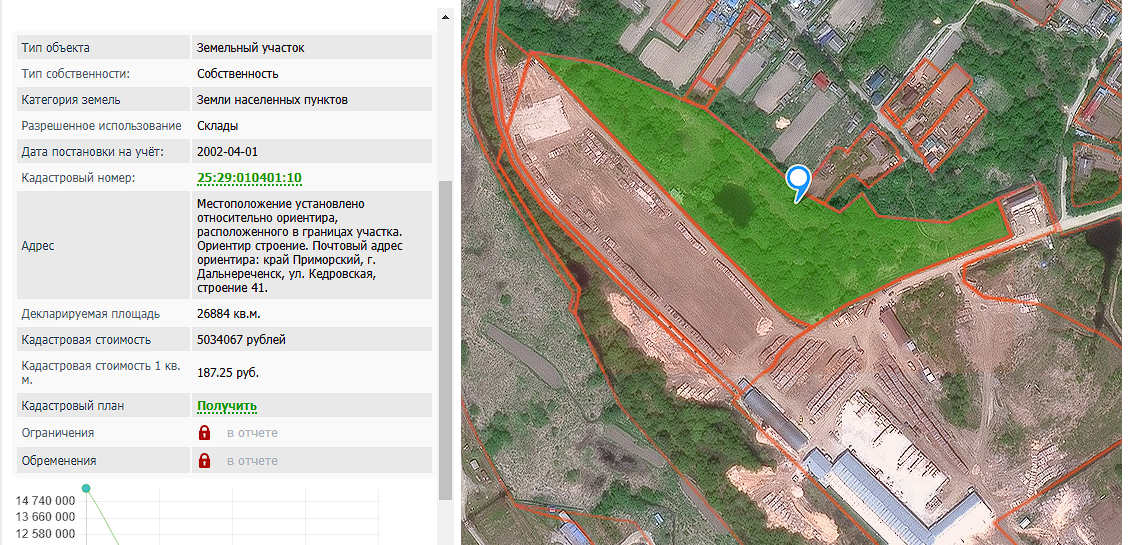 Тип объекта Земельный участок
Тип собственности: Собственность
Категория земель Земли населенных пунктов
Разрешенное использование Склады
Дата постановки на учёт: 2002-04-01
Кадастровый номер: 25:29:010401:10
Адрес
Местоположение установлено
относительно ориентира,
расположенного в границах участка.
Ориентир строение. Почтовый адрес
ориентира: край Приморский, г.
Дальнереченск, ул. Кедровская,
строение 41.
Декларируемая площадь 26884 кв.м.
Кадастровая стоимость 5034067 рублей
Кадастровая стоимость 1 кв.
м.
187.25 руб.
Кадастровый план Получить
Ограничения в отчете
Обременения в отчете
14 740 000
13 660 000
12 580 000